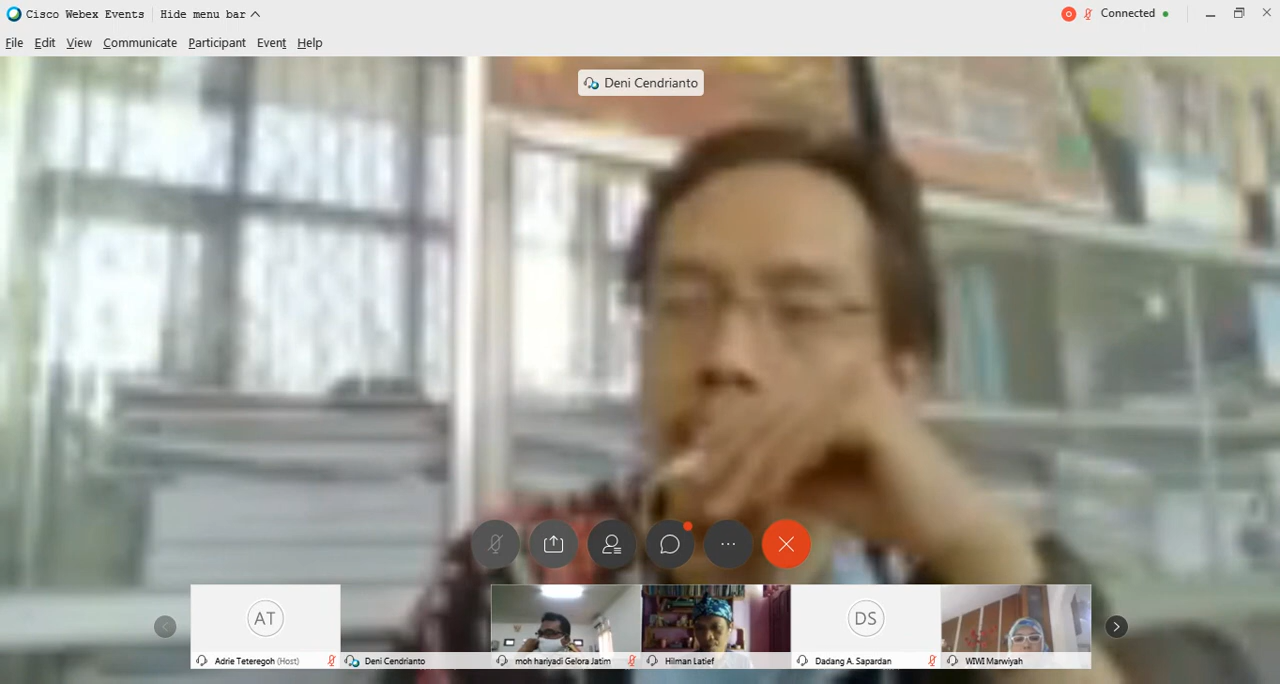 Cisco Webex Events Hide menu bar Connected
File Edit View Communicate Participant Event Help
Deni Cendrianto
AT DS
Adrie Teteregoh (Host) Deni Cendrianto moh hariyadi Gelora Jatim Hilman Latief Dadang A. Sapardan WIWI Marwiyah